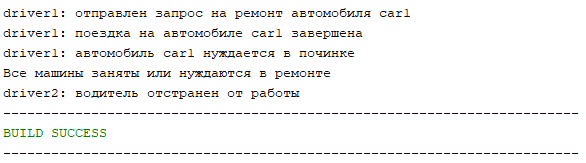 driver1: отправлен запрос на ремонт автомобиля car1
driver1: поездка на автомобиле car1 завершена
driver1: автомобиль car1 нуждается в починке
Все машины заняты или нуждаются в ремонте
driver2: водитель отстранен от работы
------------------------------------------------------------------------
BUILD SUCCESS
------------------------------------------------------------------------